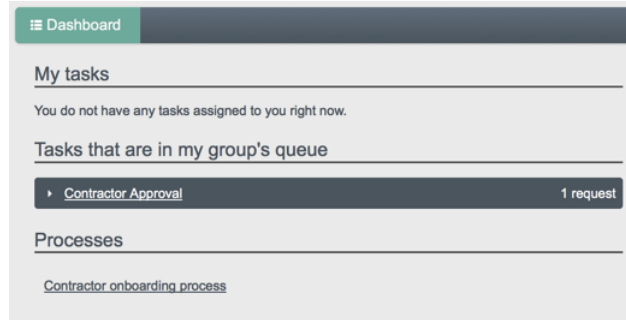 Dashboard
My tasks
You do not have any tasks assigned to you right now.
Tasks that are in my group's queue
Contractor Approval 1 request
Processes
Contractor onboarding process